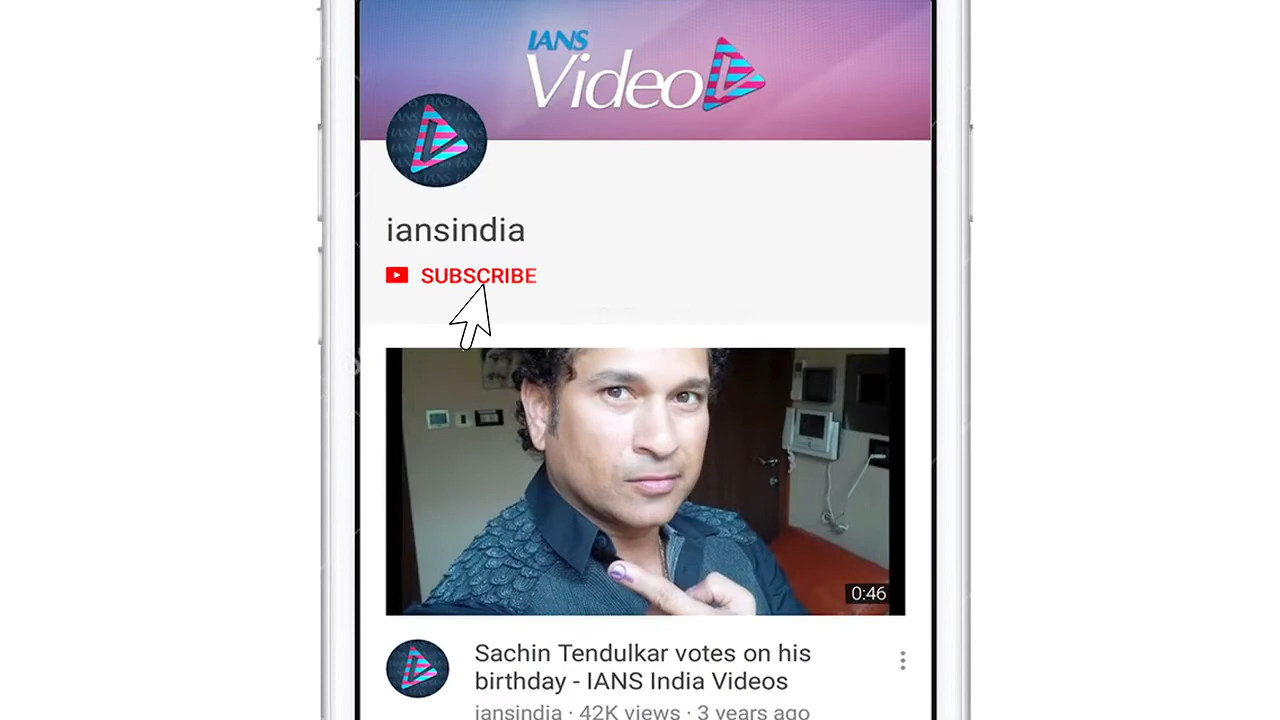 IANS
Video
iansindia
SUBSCRIBE
0:46
Sachin Tendulkar votes on his
birthday - IANS India Videos
iansindia · 42K views · 3 years ago